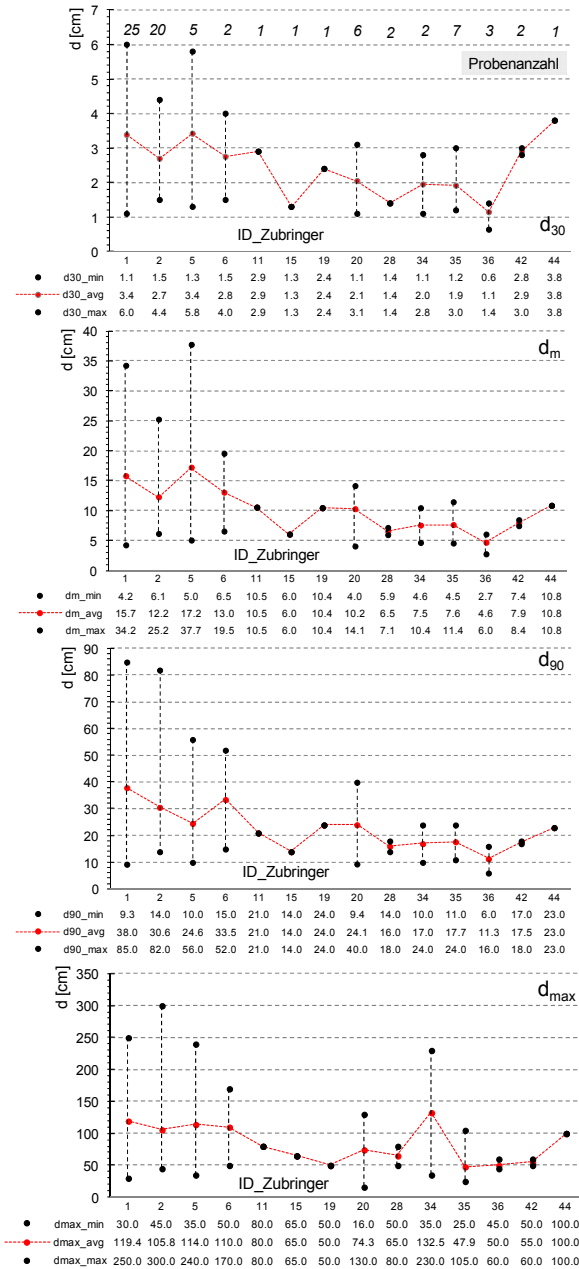 d [cm]
7
25 20 5 2 1 1 1 6 2 2 7 3 2 1
6
Probenanzahl
5
4
3
2
1
ID_Zubringer
d30
0
1 2 5 6 11 15 19 20 28 34 35 36 42 44
d30_min 1.1 1.5 1.3 1.5 2.9 1.3 2.4 1.1 1.4 1.1 1.2 0.6 2.8 3.8
d30_avg 3.4 2.7 3.4 2.8 2.9 1.3 2.4 2.1 1.4 2.0 1.9 1.1 2.9 3.8
d30_max 6.0 4.4 5.8 4.0 2.9 1.3 2.4 3.1 1.4 2.8 3.0 1.4 3.0 3.8
d [cm]
40
dm
35
30
25
20
15
10
5
ID_Zubringer
0
1 2 5 6 11 15 19 20 28 34 35 36 42 44
dm_min 4.2 6.1 5.0 6.5 10.5 6.0 10.4 4.0 5.9 4.6 4.5 2.7 7.4 10.8
dm_avg 15.7 12.2 17.2 13.0 10.5 6.0 10.4 10.2 6.5 7.5 7.6 4.6 7.9 10.8
dm_max 34.2 25.2 37.7 19.5 10.5 6.0 10.4 14.1 7.1 10.4 11.4 6.0 8.4 10.8
d [cm]
90
d90
80
70
60
50
40
30
20
10
ID_Zubringer
0
1 2 5 6 11 15 19 20 28 34 35 36 42 44
d90_min 9.3 14.0 10.0 15.0 21.0 14.0 24.0 9.4 14.0 10.0 11.0 6.0 17.0 23.0
d90_avg 38.0 30.6 24.6 33.5 21.0 14.0 24.0 24.1 16.0 17.0 17.7 11.3 17.5 23.0
d90_max 85.0 82.0 56.0 52.0 21.0 14.0 24.0 40.0 18.0 24.0 24.0 16.0 18.0 23.0
d [cm]
350
dmax
300
250
200
150
100
50
ID_Zubringer
0
1 2 5 6 11 15 19 20 28 34 35 36 42 44
dmax_min 30.0 45.0 35.0 50.0 80.0 65.0 50.0 16.0 50.0 35.0 25.0 45.0 50.0 100.0
dmax_avg 119.4 105.8 114.0 110.0 80.0 65.0 50.0 74.3 65.0 132.5 47.9 50.0 55.0 100.0
dmax_max 250.0 300.0 240.0 170.0 80.0 65.0 50.0 130.0 80.0 230.0 105.0 60.0 60.0 100.0